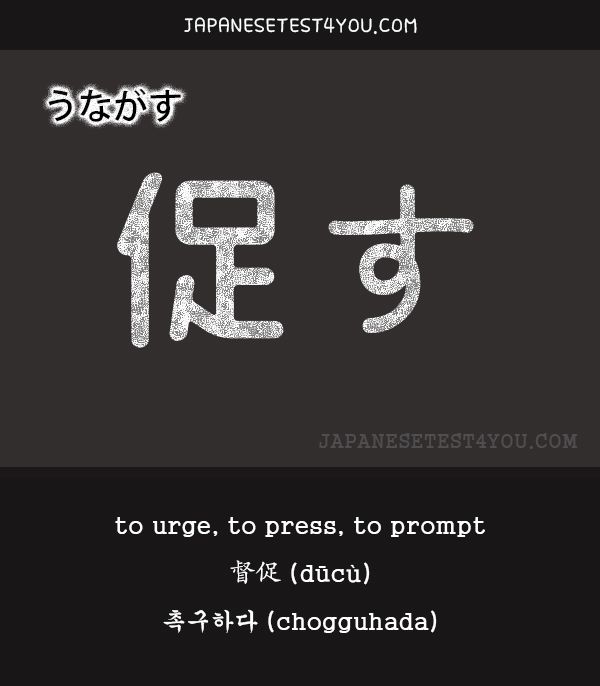 JAPANESETEST4YOU.COM
うながす
促す
JAPANESETEST4YOU.COM
to urge, to press, to prompt
督促 (dūcù)
촉구하다 (chogguhada)